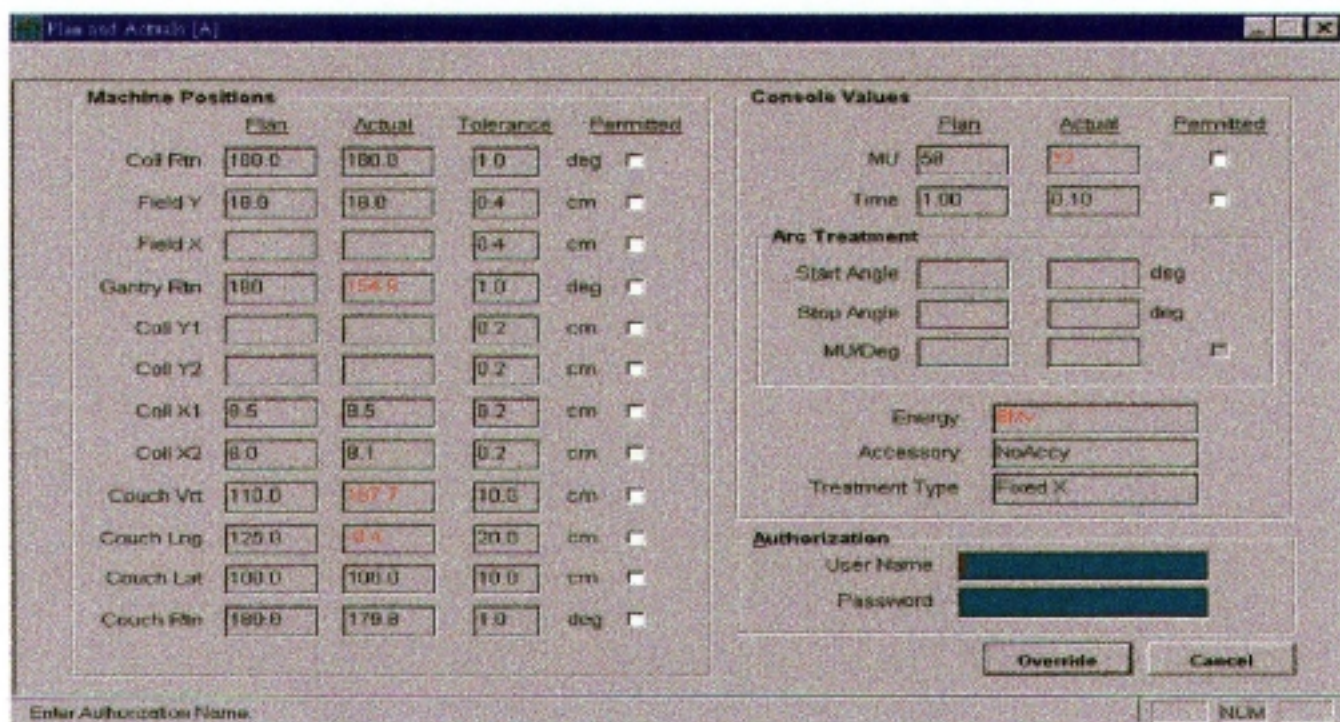 Plan and Actuals [A]
Machine Positions
Plan Actual Tolerance Permitted
Coll Rtn 180.0 180.0 1.0 deg
Field Y 18.0 18.0 0.4 cm
Field X 0.4 cm
Gantry Rtn 180 154.9 1.0 deg
Coll Y1 0.2 cm
Coll Y2 0.2 cm
Coll X1 8.5 8.5 0.2 cm
Coll X2 8.0 8.1 0.2 cm
Couch Vrt 110.0 10.0 cm
Couch Lng 125.0 20.0 cm
Couch Lat 100.0 100.0 10.0 cm
Couch Rtn 180.0 179.8 1.0 deg
Console Values
Plan Actual Permitted
MU 50
Time 1.00 0.10
Arc Treatment
Start Angle deg
Stop Angle deg
MU/Deg
Energy
Accessory NoAccy
Treatment Type Fixed X
Authorization
User Name
Password
Override Cancel
Enter Authorization Name. NUM